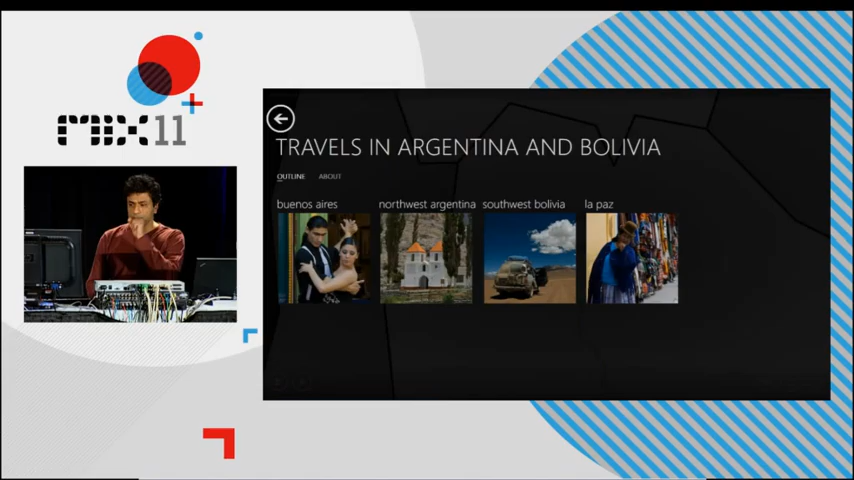 MIX11
TRAVELS IN ARGENTINA AND BOLIVIA
OUTLINE ABOUT
buenos aires northwest argentina southwest bolivia la paz